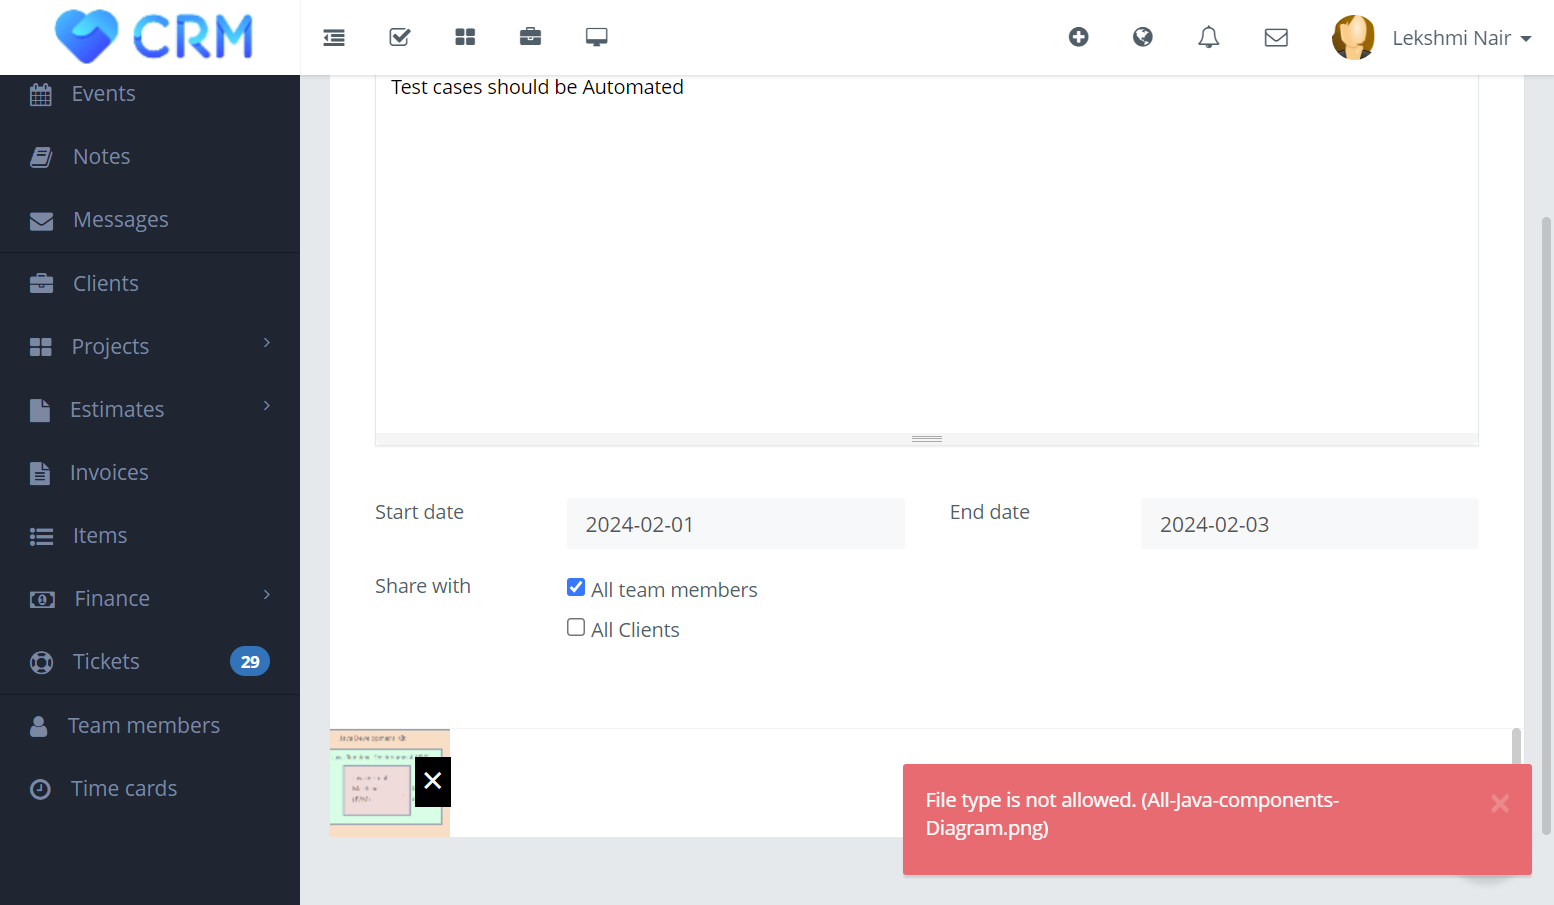 CRM
Lekshmi Nair
Events
Notes
Messages
Clients
Projects
Estimates
Invoices
Items
Finance
Tickets 29
Team members
Time cards
Test cases should be Automated
Start date 2024-02-01 End date 2024-02-03
Share with All team members
All Clients
File type is not allowed. (All-Java-components-
Diagram.png)